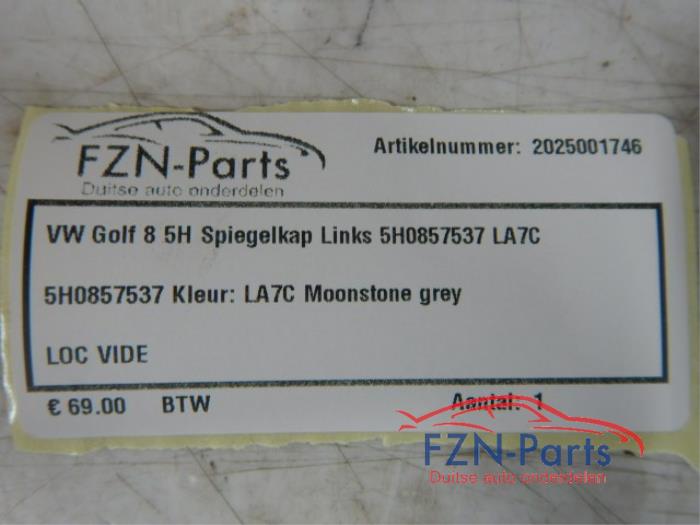 FZN-Parts
Duitse auto onderdelen
Artikelnummer: 2025001746
VW Golf 8 5H Spiegelkap Links 5H0857537 LA7C
5H0857537 Kleur: LA7C Moonstone grey
LOC VIDE
€ 69.00 BTW Aantal: 1
FZN-Parts
Duitse auto onderdelen